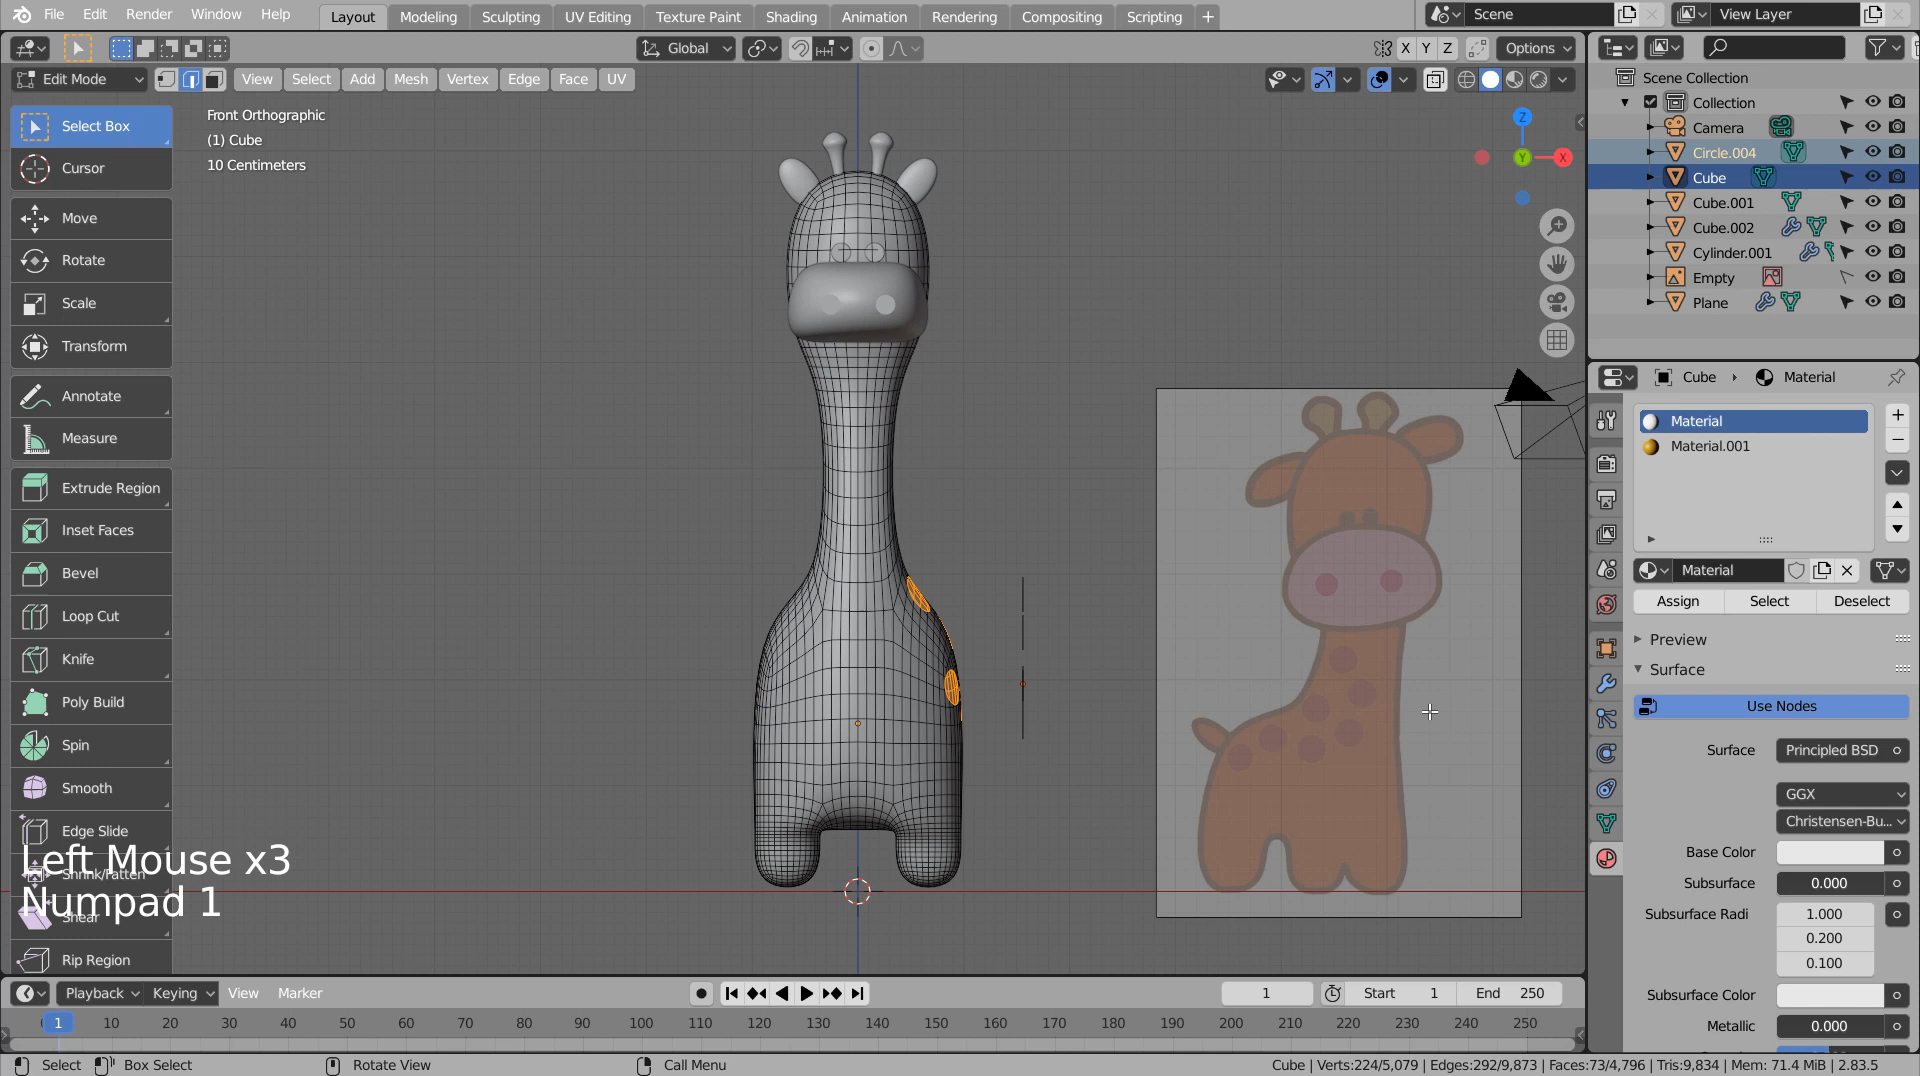 File Edit Render Window Help Layout Modeling Sculpting UV Editing Texture Paint Shading Animation Rendering Compositing Scripting + Scene View Layer
Global X Y Z Options
Edit Mode View Select Add Mesh Vertex Edge Face UV
Select Box
Cursor
Move
Rotate
Scale
Transform
Annotate
Measure
Extrude Region
Inset Faces
Bevel
Loop Cut
Knife
Poly Build
Spin
Smooth
Edge Slide
Shrink/Fatten
Shear
Rip Region
Front Orthographic
(1) Cube
10 Centimeters
Left Mouse x3
Numpad 1
Z
Y
X
Scene Collection
Collection
Camera
Circle.004
Cube
Cube.001
Cube.002
Cylinder.001
Empty
Plane
Cube Material
Material
Material.001
Material
Assign Select Deselect
Preview
Surface
Use Nodes
Surface Principled BSD
GGX
Christensen-Bu...
Base Color
Subsurface 0.000
Subsurface Radi 1.000
0.200
0.100
Subsurface Color
Metallic 0.000
Playback Keying View Marker 1 Start 1 End 250
1 10 20 30 40 50 60 70 80 90 100 110 120 130 140 150 160 170 180 190 200 210 220 230 240 250
Select Box Select Rotate View Call Menu Cube | Verts:224/5,079 | Edges:292/9,873 | Faces:73/4,796 | Tris:9,834 | Mem: 71.4 MiB | 2.83.5